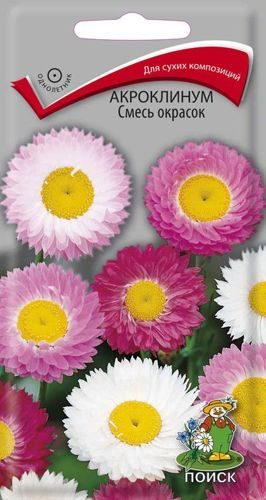 ОДНОЛЕТНИК
Для сухих композиций
АКРОКЛИНУМ
Смесь окрасок
ПОИСК